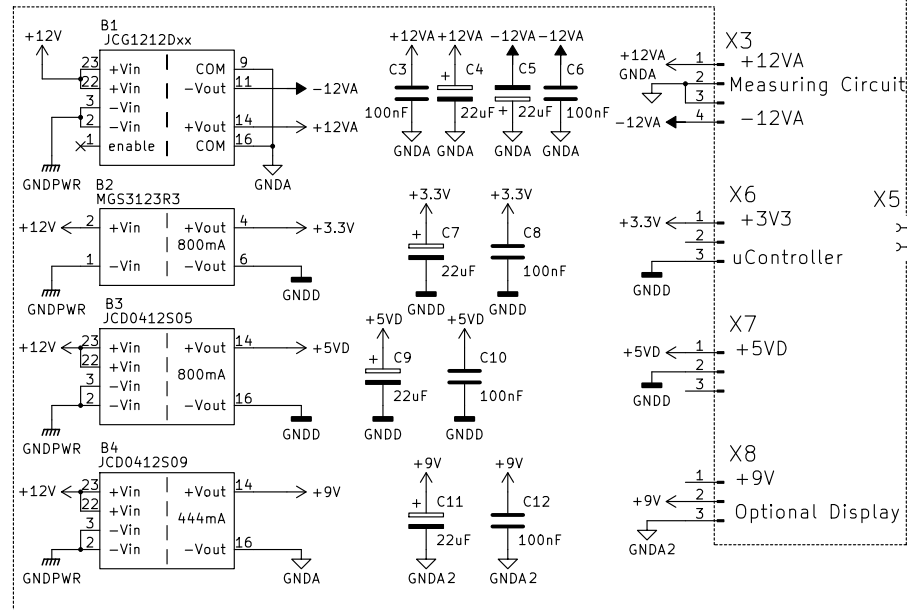 B1
JCG1212Dxx
+12V
23 +Vin
22 +Vin
3 -Vin
2 -Vin
1 enable
COM 9
-Vout 11
+Vout 14
COM 16
-12VA
+12VA
GNDPWR
GNDA
+12VA +12VA -12VA -12VA
C3 C4 C5 C6
+ +
100nF 22uF 22uF 100nF
GNDA GNDA GNDA GNDA
X3
+12VA 1 +12VA
GNDA 2 Measuring Circuit
3
-12VA 4 -12VA
B2
MGS3123R3
+12V 2 +Vin +Vout 4 +3.3V
800mA
1 -Vin -Vout 6
GNDPWR
GNDD
+3.3V +3.3V
+ C7 C8
22uF 100nF
GNDD GNDD
X6
+3.3V 1 +3V3
2
3 uController
GNDD
X5
B3
JCD0412S05
+12V 23 +Vin +Vout 14 +5VD
22 +Vin
800mA
3 -Vin
2 -Vin -Vout 16
GNDPWR
GNDD
+5VD +5VD
+ C9 C10
22uF 100nF
GNDD GNDD
X7
+5VD 1 +5VD
2
GNDD 3
B4
JCD0412S09
+12V 23 +Vin +Vout 14 +9V
22 +Vin
444mA
3 -Vin
2 -Vin -Vout 16
GNDPWR
GNDA
+9V +9V
+ C11 C12
22uF 100nF
GNDA2 GNDA2
X8
1 +9V
+9V 2
3 Optional Display
GNDA2